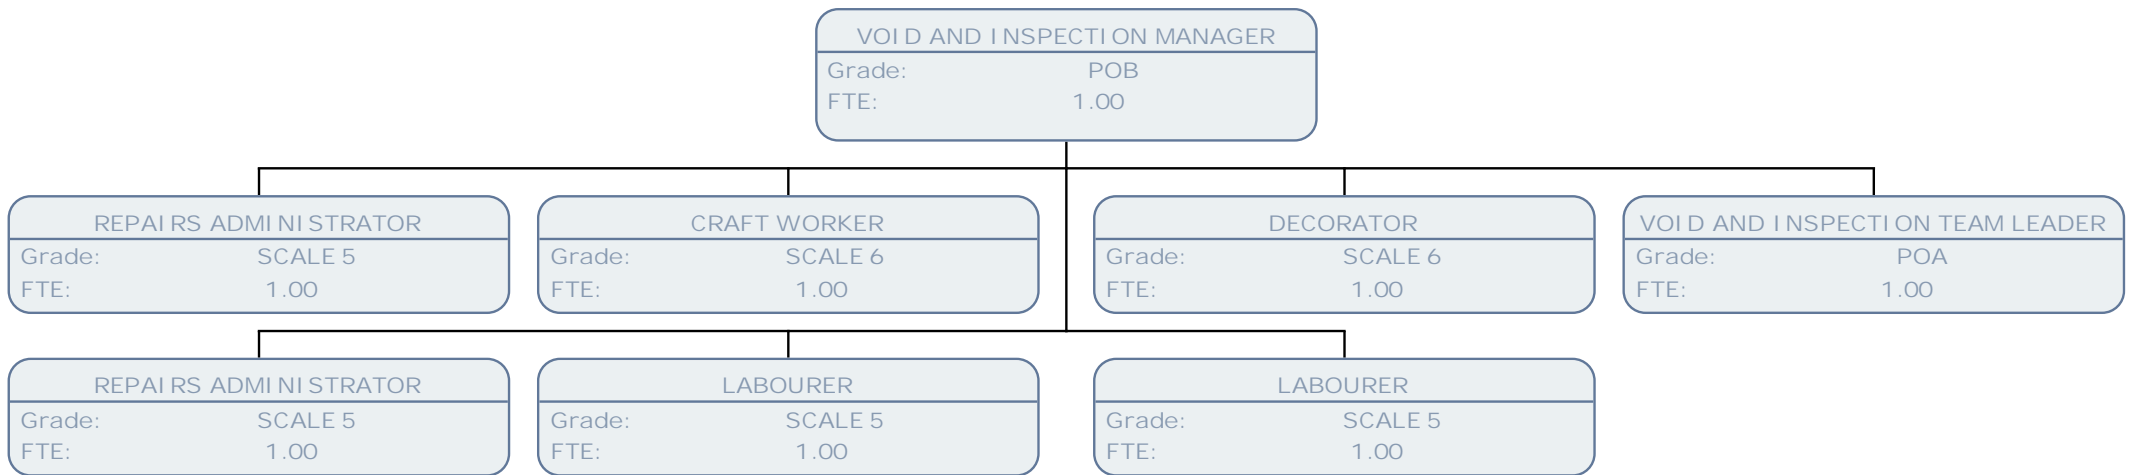 VOID AND INSPECTION MANAGER
Grade: POB
FTE: 1.00
REPAIRS ADMINISTRATOR
Grade: SCALE 5
FTE: 1.00
CRAFT WORKER
Grade: SCALE 6
FTE: 1.00
DECORATOR
Grade: SCALE 6
FTE: 1.00
VOID AND INSPECTION TEAM LEADER
Grade: POA
FTE: 1.00
REPAIRS ADMINISTRATOR
Grade: SCALE 5
FTE: 1.00
LABOURER
Grade: SCALE 5
FTE: 1.00
LABOURER
Grade: SCALE 5
FTE: 1.00